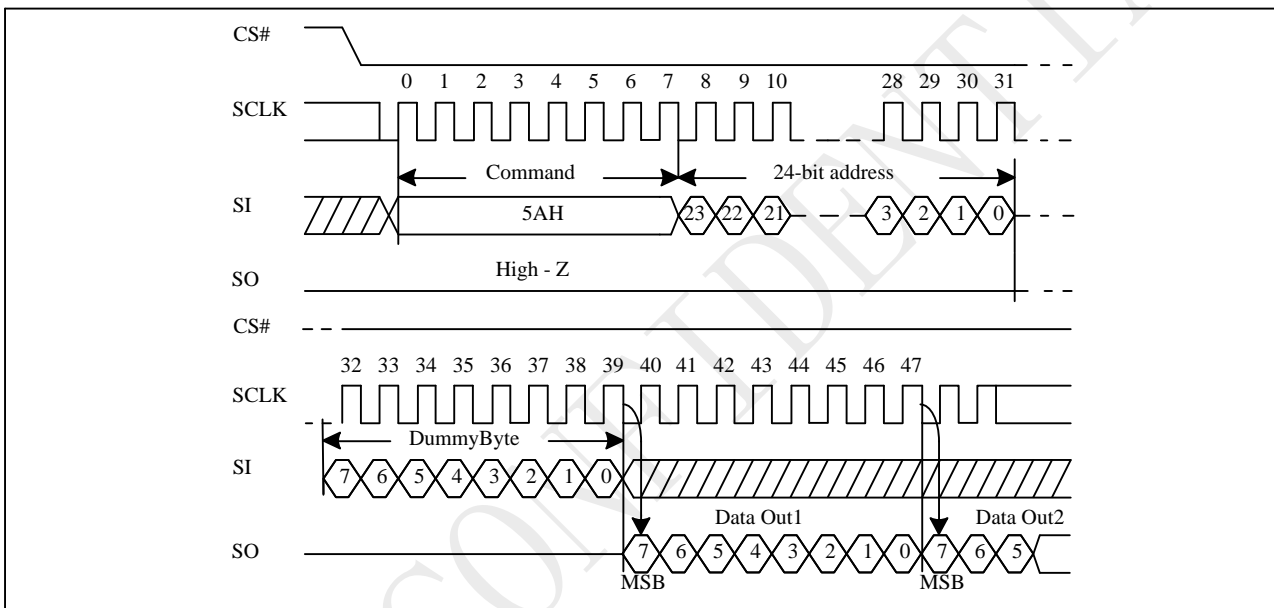 CS#
0 1 2 3 4 5 6 7 8 9 10 28 29 30 31
SCLK
Command 24-bit address
SI 5AH 23 22 21 3 2 1 0
High - Z
SO
CS#
32 33 34 35 36 37 38 39 40 41 42 43 44 45 46 47
SCLK
DummyByte
SI 7 6 5 4 3 2 1 0
Data Out1 Data Out2
SO 7 6 5 4 3 2 1 0 7 6 5
MSB MSB